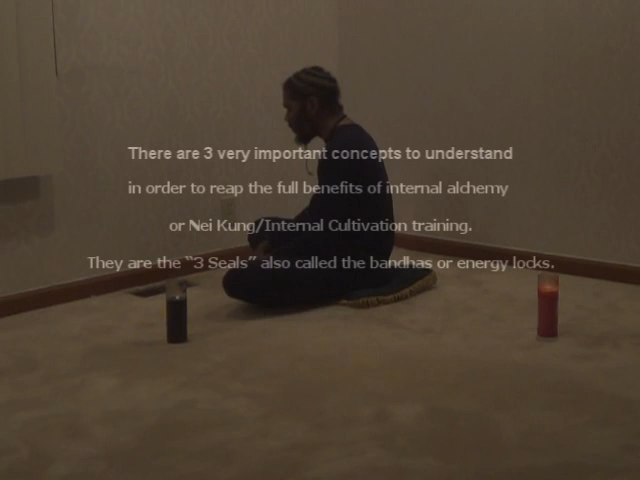 There are 3 very important concepts to understand
in order to reap the full benefits of internal alchemy
or Nei Kung/Internal Cultivation training.
They are the “3 Seals” also called the bandhas or energy locks.